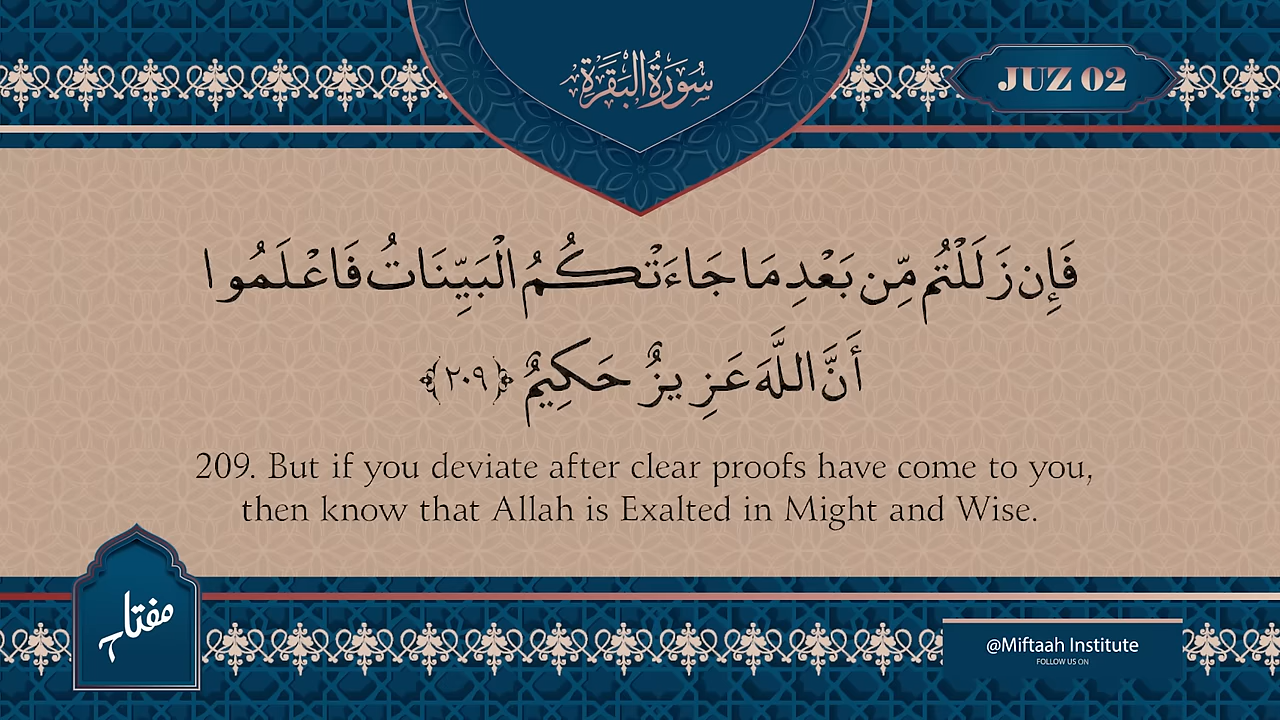 سورة البقرة
JUZ 02
فَإِن زَلَلْتُم مِّن بَعْدِ مَا جَاءَتْكُمُ الْبَيِّنَاتُ فَاعْلَمُوا
أَنَّ اللَّهَ عَزِيزٌ حَكِيمٌ ﴿٢٠٩﴾
209. But if you deviate after clear proofs have come to you,
then know that Allah is Exalted in Might and Wise.
مفتاح
@Miftaah Institute
FOLLOW US ON